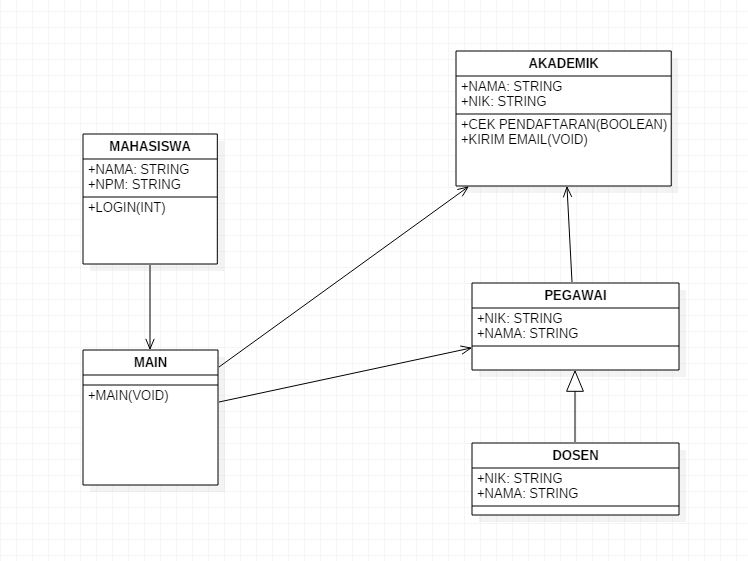 AKADEMIK
+NAMA: STRING
+NIK: STRING
+CEK PENDAFTARAN(BOOLEAN)
+KIRIM EMAIL(VOID)
MAHASISWA
+NAMA: STRING
+NPM: STRING
+LOGIN(INT)
PEGAWAI
+NIK: STRING
+NAMA: STRING
MAIN
+MAIN(VOID)
DOSEN
+NIK: STRING
+NAMA: STRING